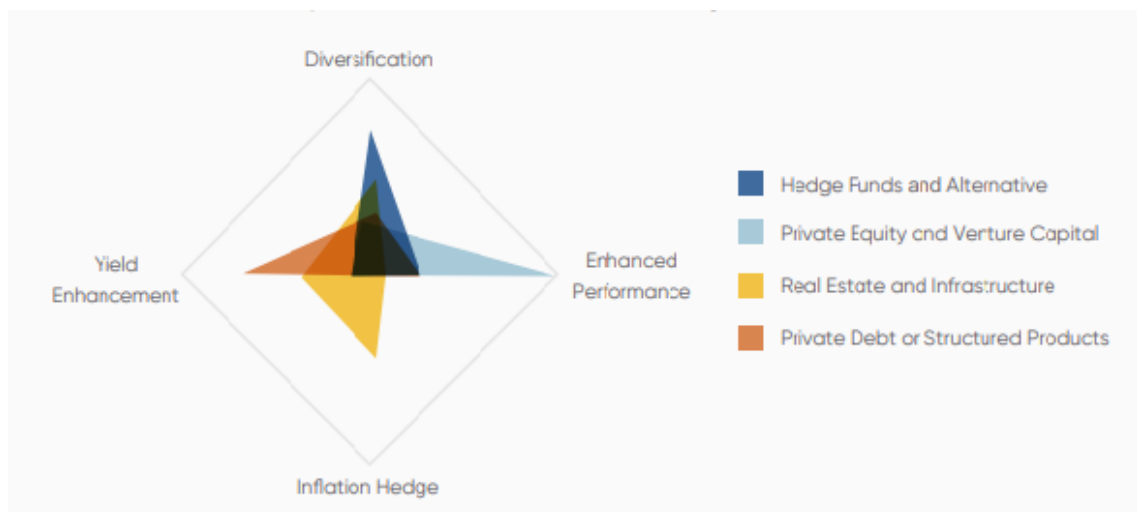 Diversification
Yield
Enhancement
Enhanced
Performance
Inflation Hedge
Hedge Funds and Alternative
Private Equity and Venture Capital
Real Estate and Infrastructure
Private Debt or Structured Products